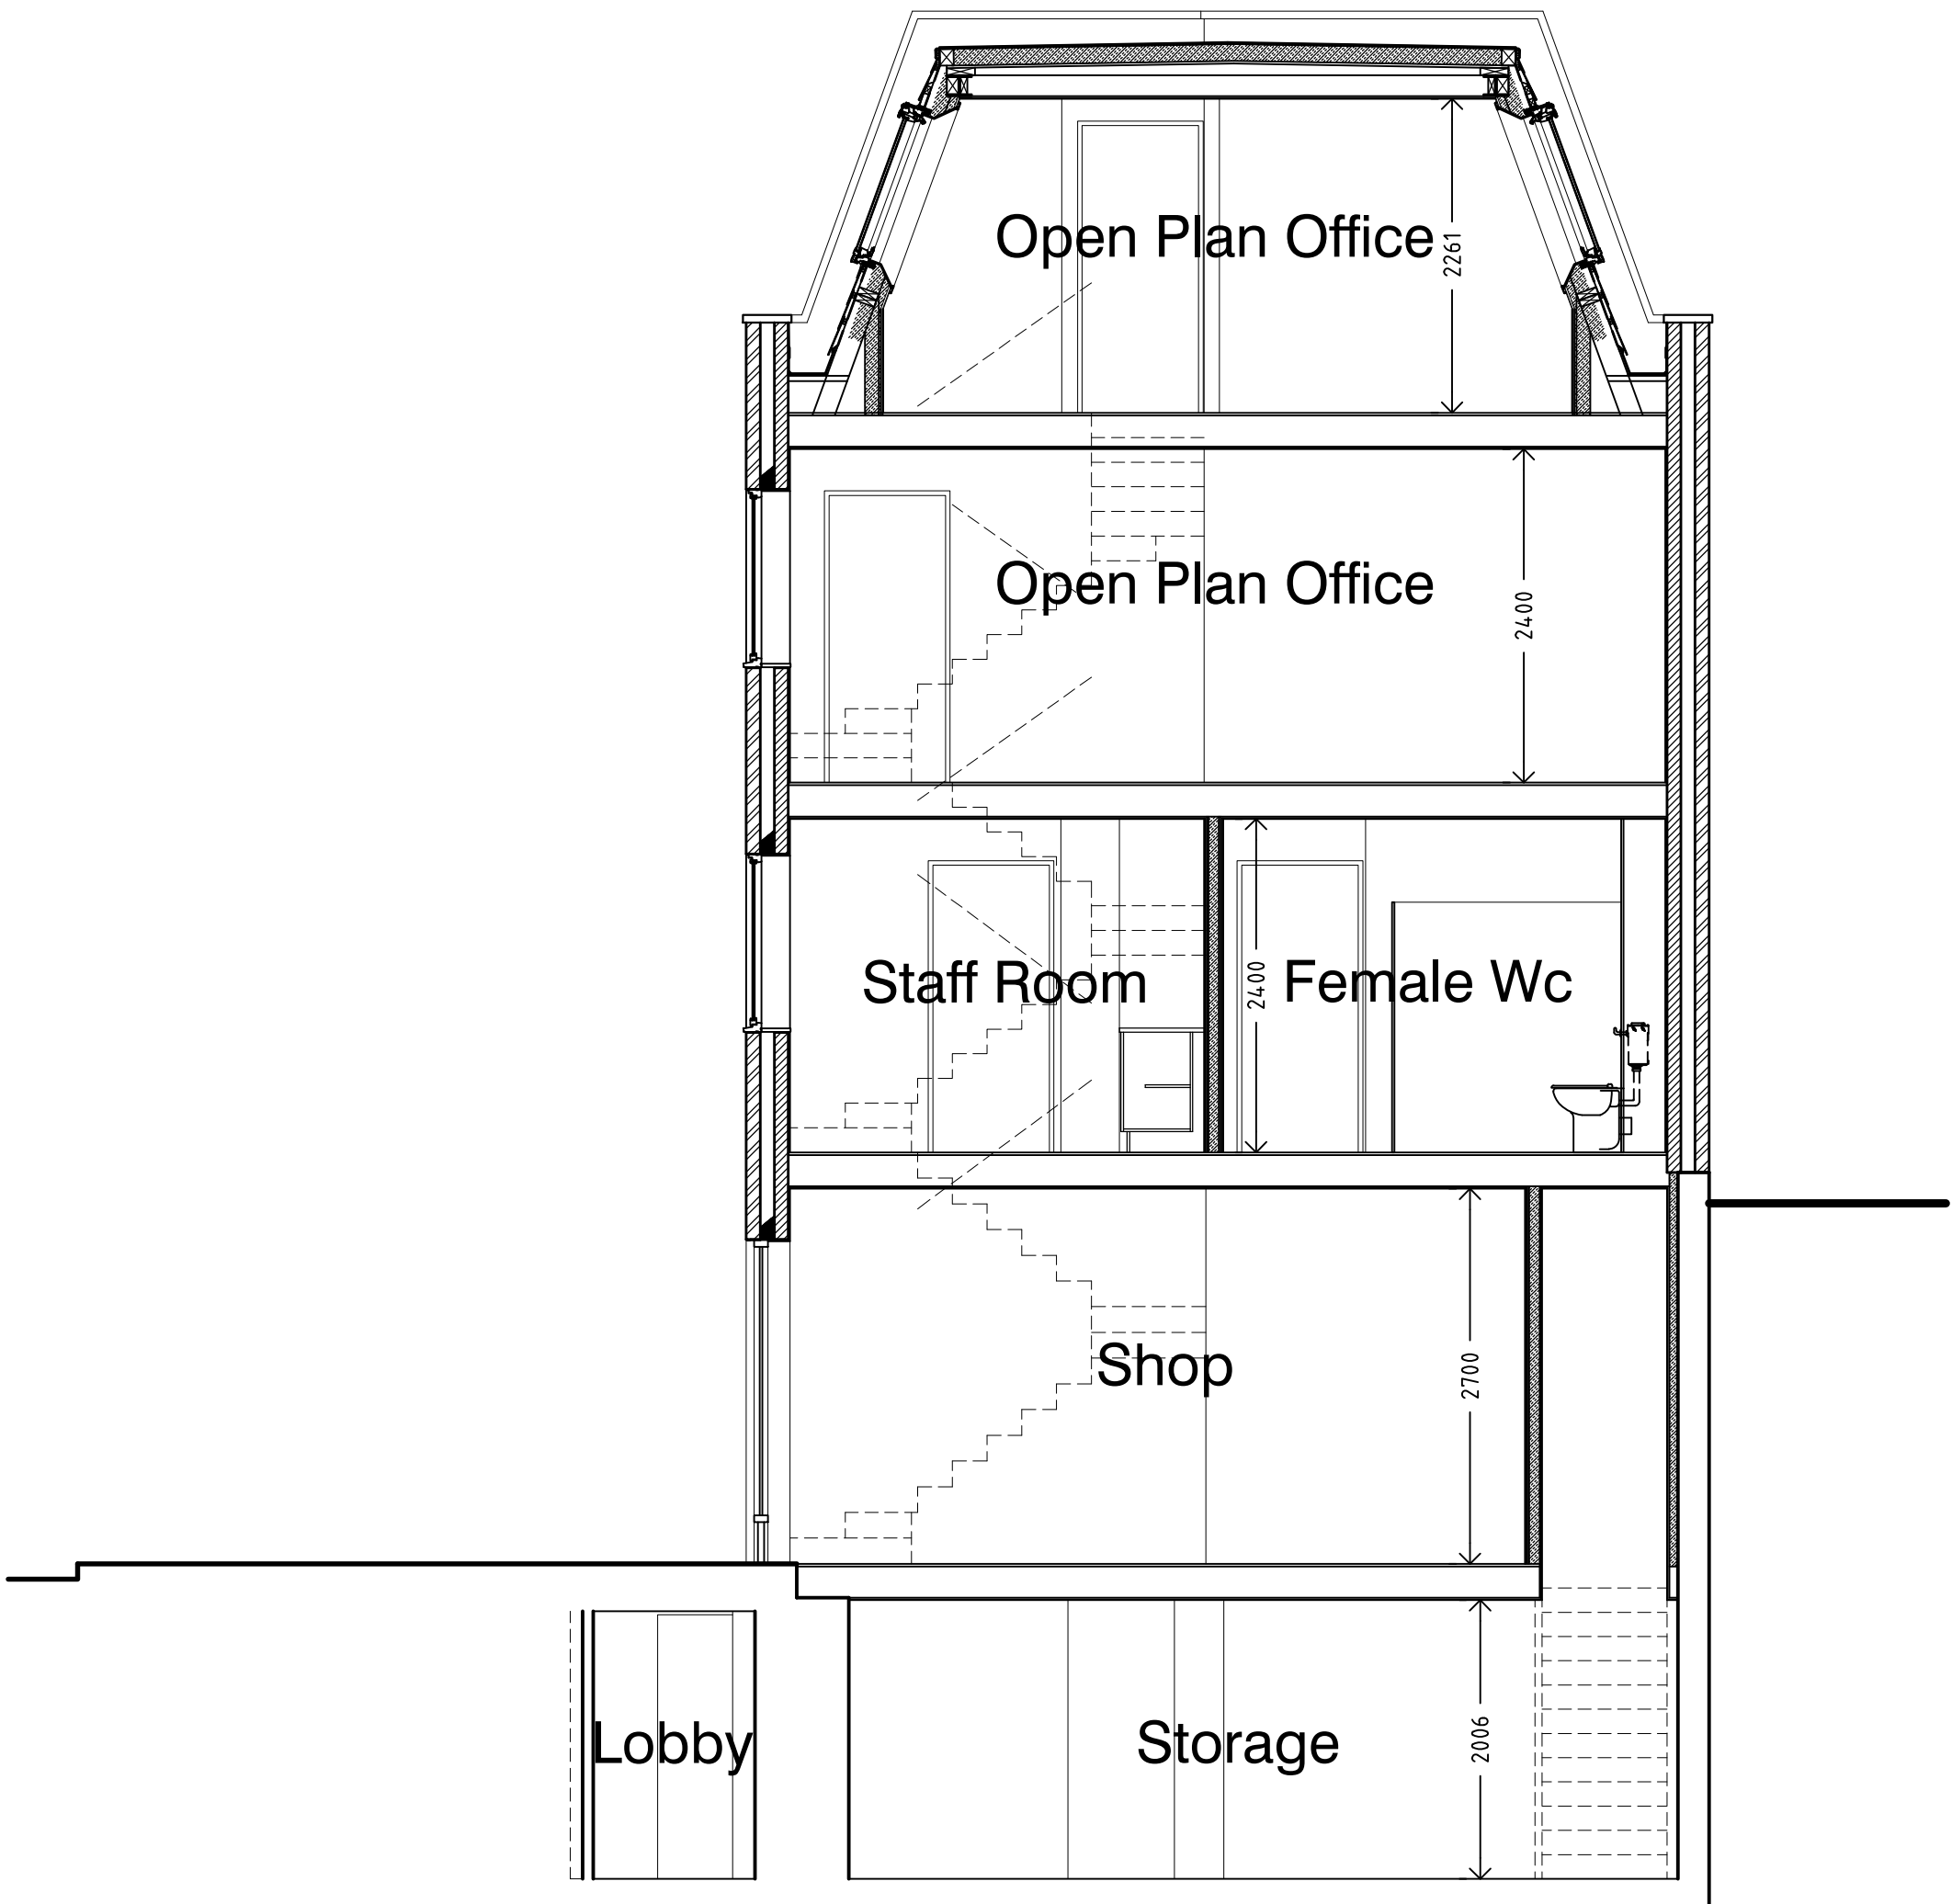 Open Plan Office
2261
Open Plan Office
2400
Staff Room
2400
Female Wc
Shop
2700
Lobby
Storage
2006